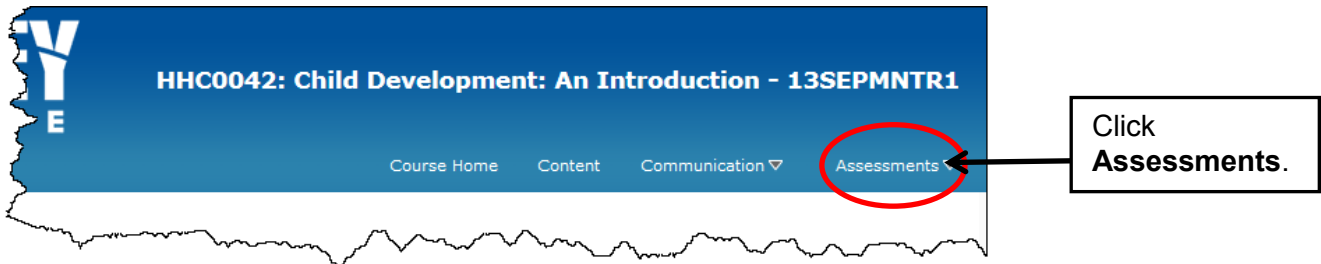 HHC0042: Child Development: An Introduction - 13SEPMNTR1
E
Course Home Content Communication Assessments
Click
Assessments.